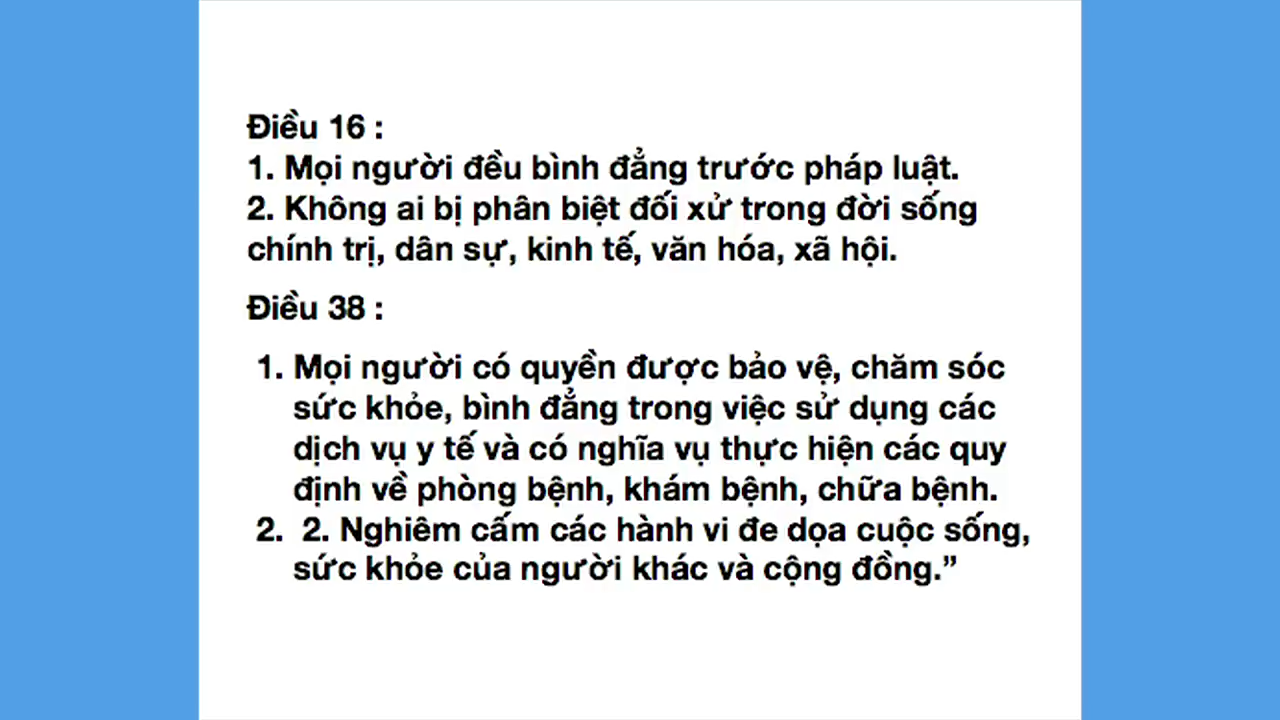 Điều 16 :
1. Mọi người đều bình đẳng trước pháp luật.
2. Không ai bị phân biệt đối xử trong đời sống
chính trị, dân sự, kinh tế, văn hóa, xã hội.
Điều 38 :
1. Mọi người có quyền được bảo vệ, chăm sóc
sức khỏe, bình đẳng trong việc sử dụng các
dịch vụ y tế và có nghĩa vụ thực hiện các quy
định về phòng bệnh, khám bệnh, chữa bệnh.
2. 2. Nghiêm cấm các hành vi đe dọa cuộc sống,
sức khỏe của người khác và cộng đồng.”